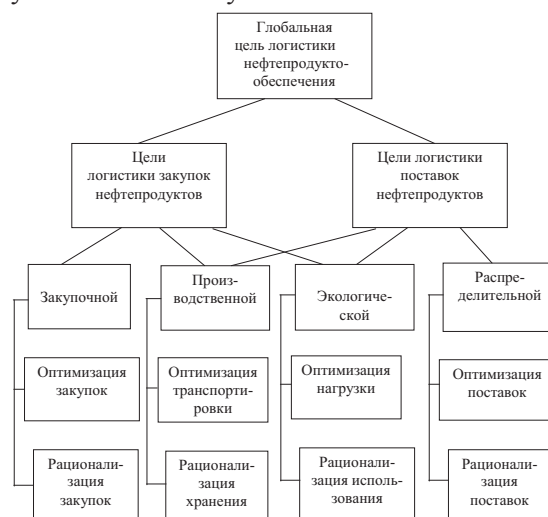 Глобальная
цель логистики
нефтепродукто-
обеспечения
Цели
логистики закупок
нефтепродуктов
Цели логистики
поставок
нефтепродуктов
Закупочной
Произ-
водственной
Экологиче-
ской
Распре-
делительной
Оптимизация
закупок
Оптимизация
транспорти-
ровки
Оптимизация
нагрузки
Оптимизация
поставок
Рационали-
зация
закупок
Рационали-
зация
хранения
Рационали-
зация исполь-
зования
Рационали-
зация
поставок